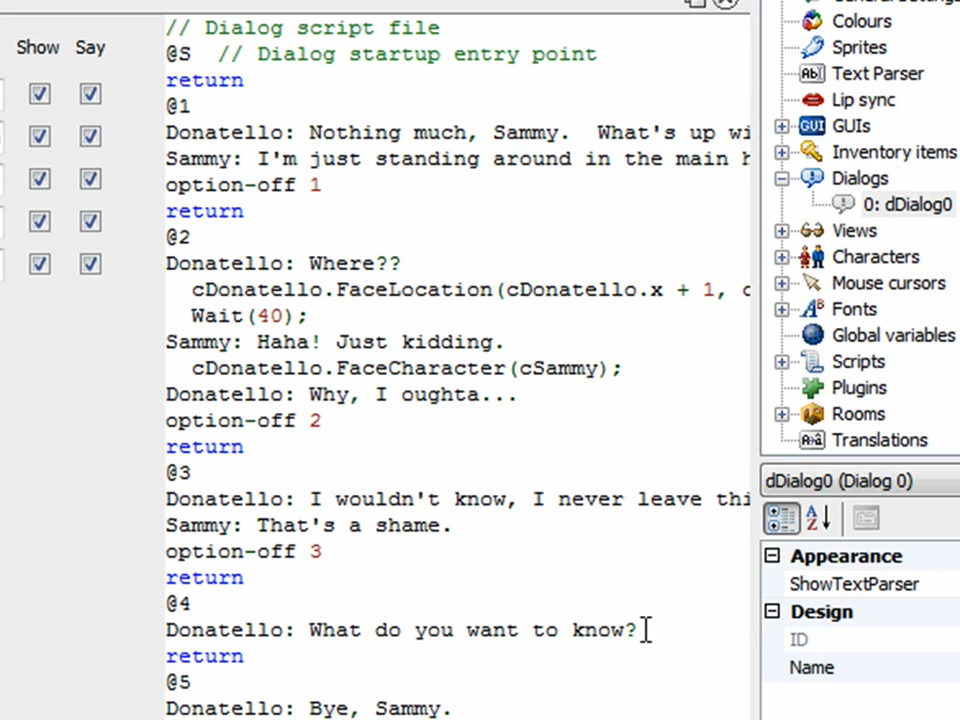 Show Say
// Dialog script file
@S // Dialog startup entry point
return
@1
Donatello: Nothing much, Sammy. What's up
Sammy: I'm just standing around in the main
option-off 1
return
@2
Donatello: Where??
cDonatello.FaceLocation(cDonatello.x + 1,
Wait(40);
Sammy: Haha! Just kidding.
cDonatello.FaceCharacter(cSammy);
Donatello: Why, I oughta...
option-off 2
return
@3
Donatello: I wouldn't know, I never leave
Sammy: That's a shame.
option-off 3
return
@4
Donatello: What do you want to know?
return
@5
Donatello: Bye, Sammy.
Colours
Sprites
Text Parser
Lip sync
GUIs
Inventory items
Dialogs
0: dDialog0
Views
Characters
Mouse cursors
Fonts
Global variables
Scripts
Plugins
Rooms
Translations
dDialog0 (Dialog 0)
Appearance
ShowTextParser
Design
ID
Name